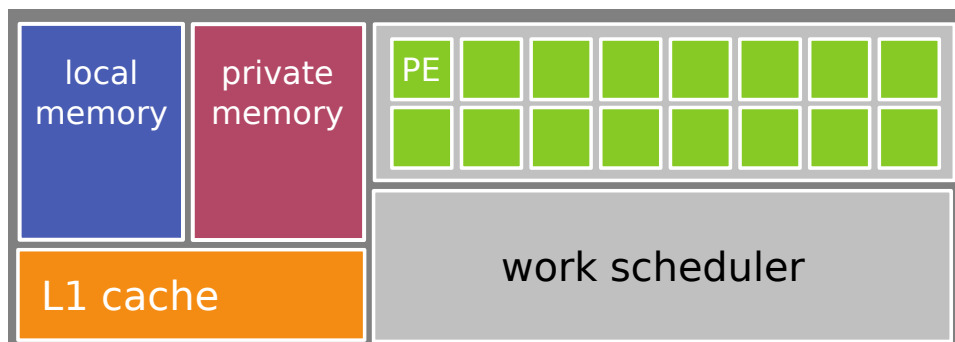 local
memory
private
memory
PE
L1 cache
work scheduler